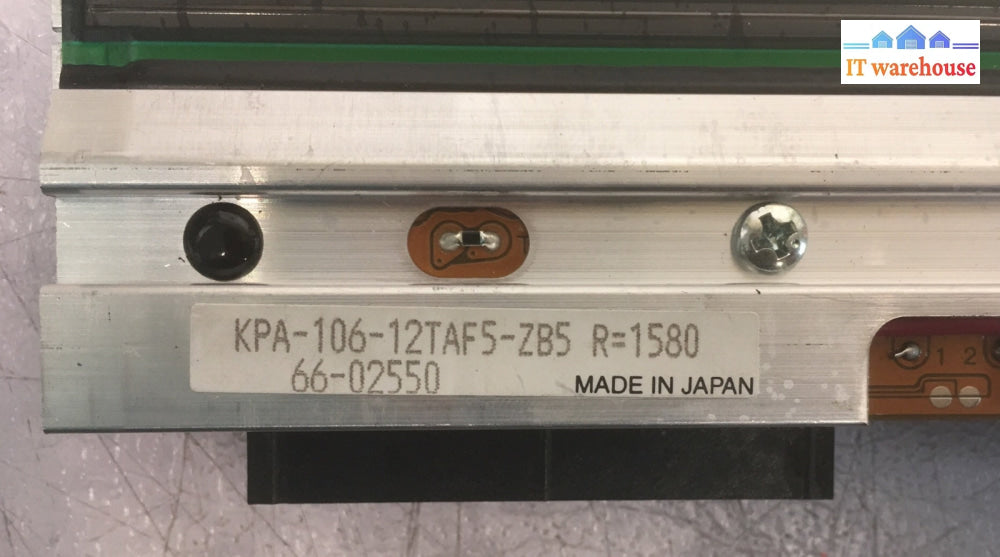 IT warehouse
KPA-106-12TAF5-ZB5 R=1580
66-02550
MADE IN JAPAN
1 2